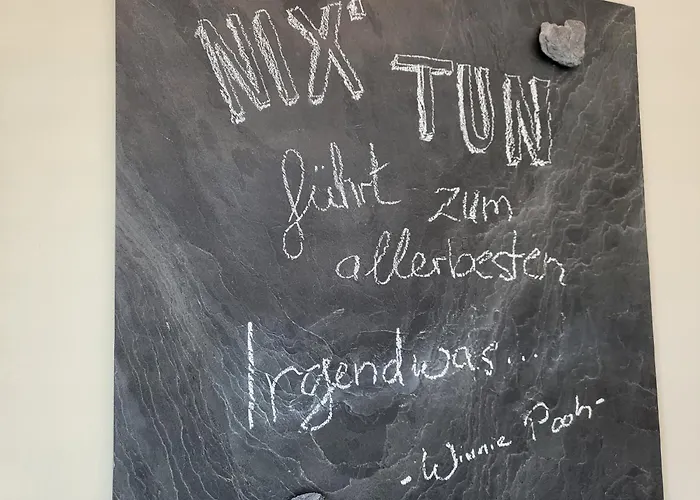 NIX'
TUN
führt zum
allerbesten
Irgendwas...
- Winnie Pooh -